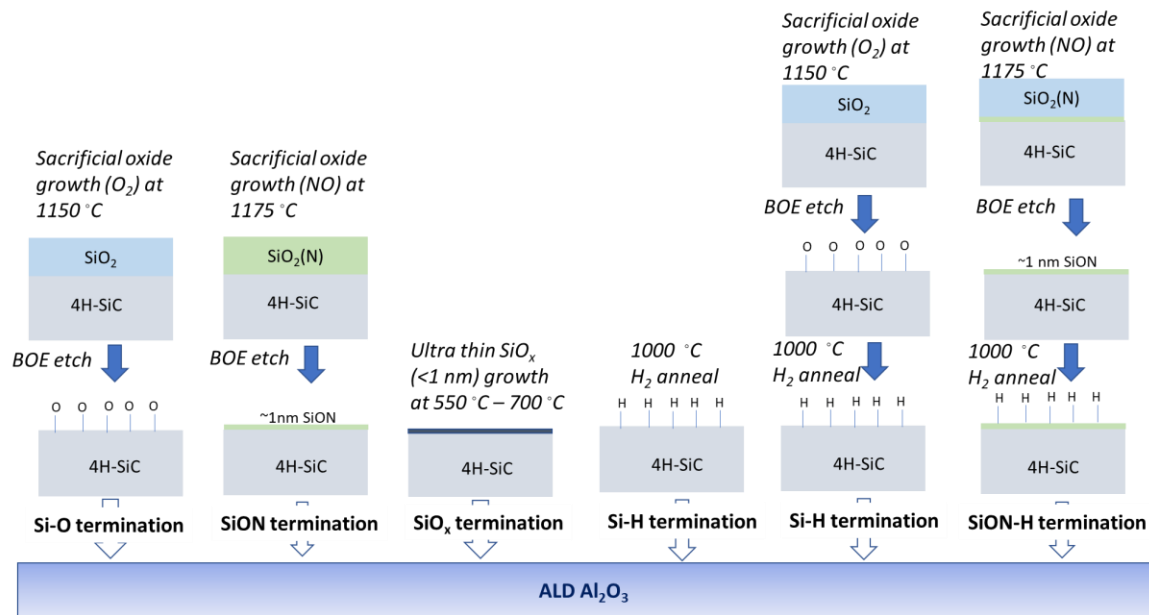 Sacrificial oxide
growth (O₂) at
1150 °C
SiO₂
4H-SiC
BOE etch
O O O O O
4H-SiC
Si-O termination
Sacrificial oxide
growth (NO) at
1175 °C
SiO₂(N)
4H-SiC
BOE etch
~1nm SiON
4H-SiC
SiON termination
Ultra thin SiOₓ
(<1 nm) growth
at 550 °C – 700 °C
4H-SiC
SiOₓ termination
1000 °C
H₂ anneal
H H H H H
4H-SiC
Si-H termination
Sacrificial oxide
growth (O₂) at
1150 °C
SiO₂
4H-SiC
BOE etch
O O O O O
4H-SiC
1000 °C
H₂ anneal
H H H H H
4H-SiC
Si-H termination
Sacrificial oxide
growth (NO) at
1175 °C
SiO₂(N)
4H-SiC
BOE etch
~1 nm SiON
4H-SiC
1000 °C
H₂ anneal
H H H H H
4H-SiC
SiON-H termination
ALD Al₂O₃